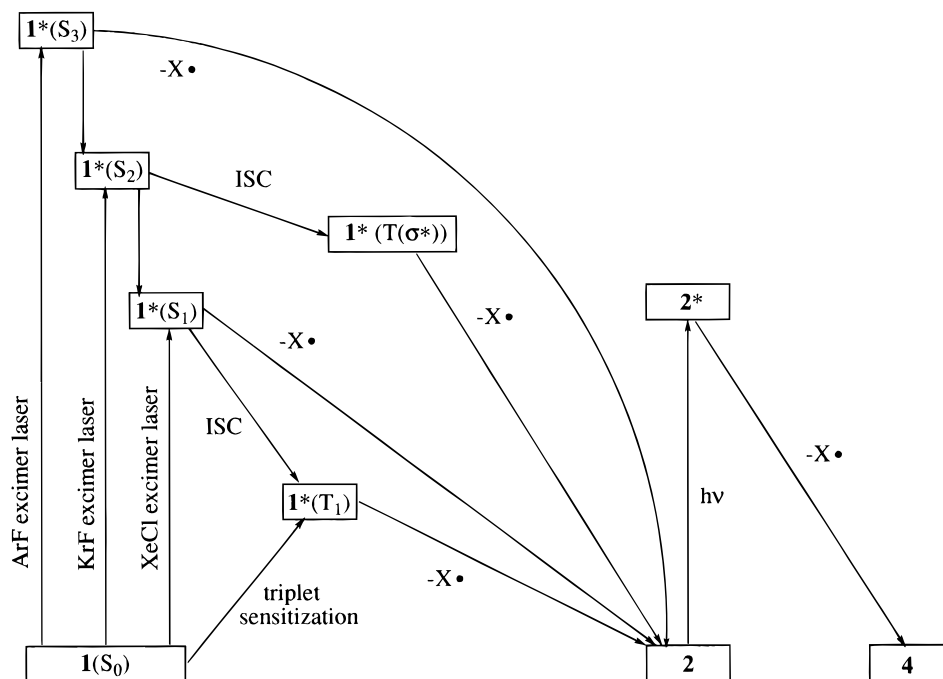 1*(S₃)
-X•
1*(S₂)
ISC
1* (T(σ*))
1*(S₁)
-X•
-X•
2*
ISC
ArF excimer laser
KrF excimer laser
XeCl excimer laser
-X•
hν
1*(T₁)
-X•
triplet
sensitization
1(S₀)
2
4